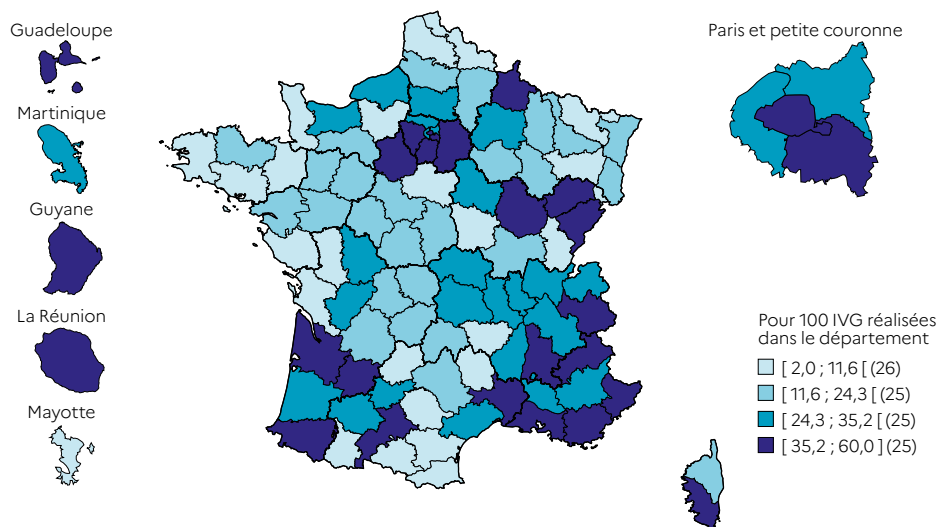 Guadeloupe
Martinique
Guyane
La Réunion
Mayotte
Paris et petite couronne
Pour 100 IVG réalisées
dans le département
[ 2,0 ; 11,6 [ (26)
[ 11,6 ; 24,3 [ (25)
[ 24,3 ; 35,2 [ (25)
[ 35,2 ; 60,0 ] (25)